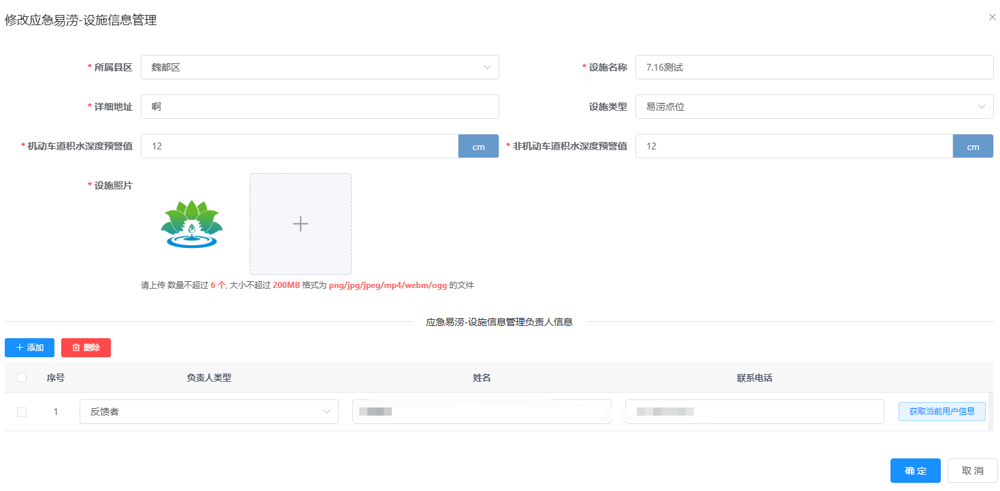 修改应急易涝-设施信息管理
* 所属县区 魏都区 * 设施名称 7.16测试
* 详细地址 啊 设施类型 易涝点位
* 机动车道积水深度预警值 12 cm * 非机动车道积水深度预警值 12 cm
* 设施照片
请上传 数量不超过 6 个, 大小不超过 200MB 格式为 png/jpg/jpeg/mp4/webm/ogg 的文件
应急易涝-设施信息管理负责人信息
添加 删除
序号 负责人类型 姓名 联系电话
1 反馈者 获取当前用户信息
确 定 取 消